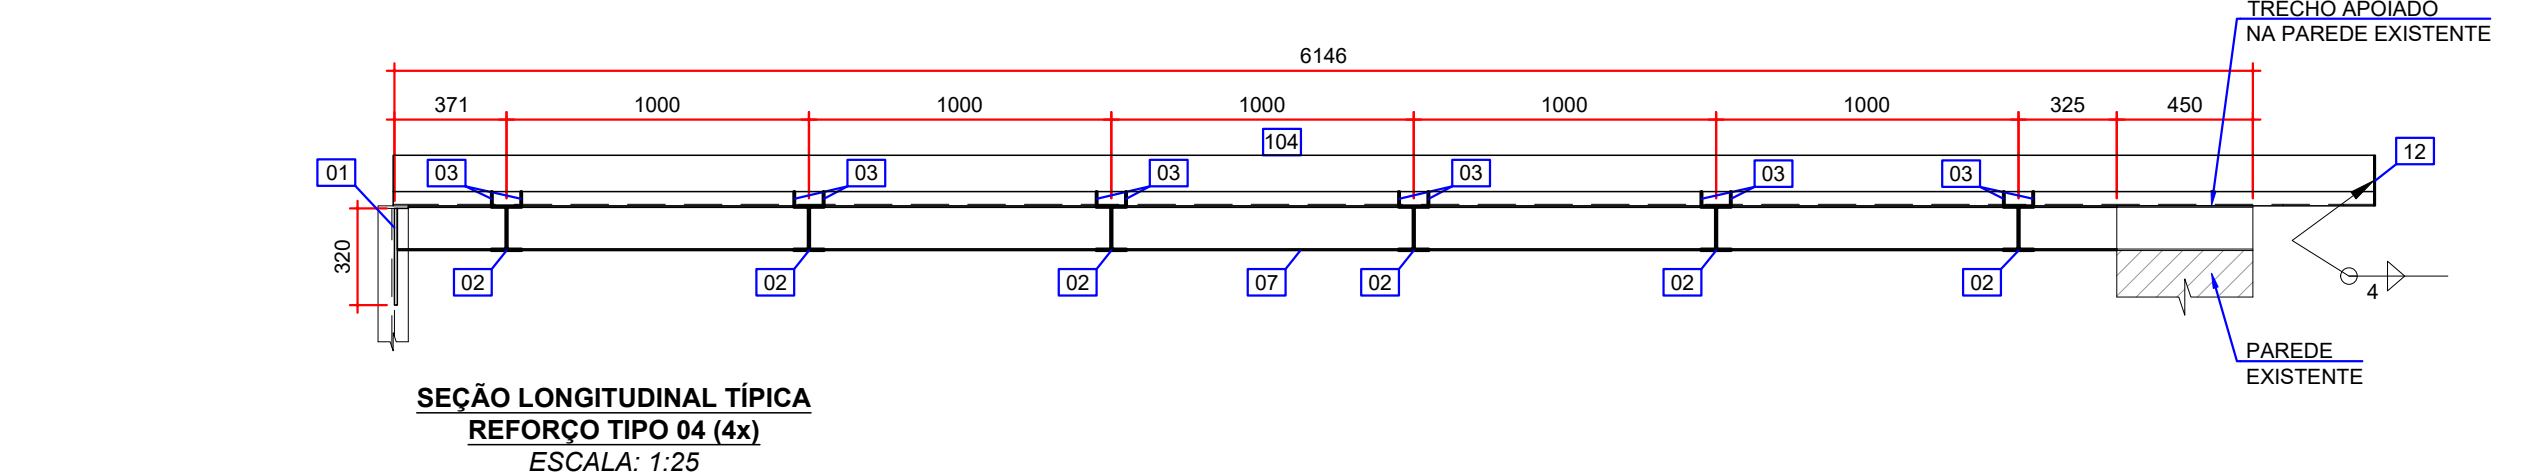 TRECHO APOIADO
NA PAREDE EXISTENTE
6146
371 1000 1000 1000 1000 1000 325 450
104
12
01 03 03 03 03 03 03
320
02 02 02 07 02 02 02
4
PAREDE
EXISTENTE
SEÇÃO LONGITUDINAL TÍPICA
REFORÇO TIPO 04 (4x)
ESCALA: 1:25